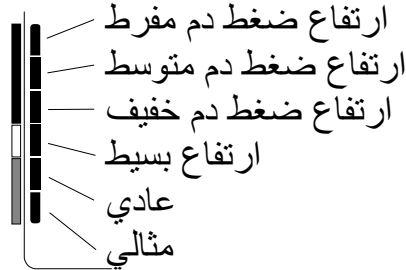 ارتفاع ضغط دم مفرط
ارتفاع ضغط دم متوسط
ارتفاع ضغط دم خفيف
ارتفاع بسيط
عادي
مثالي